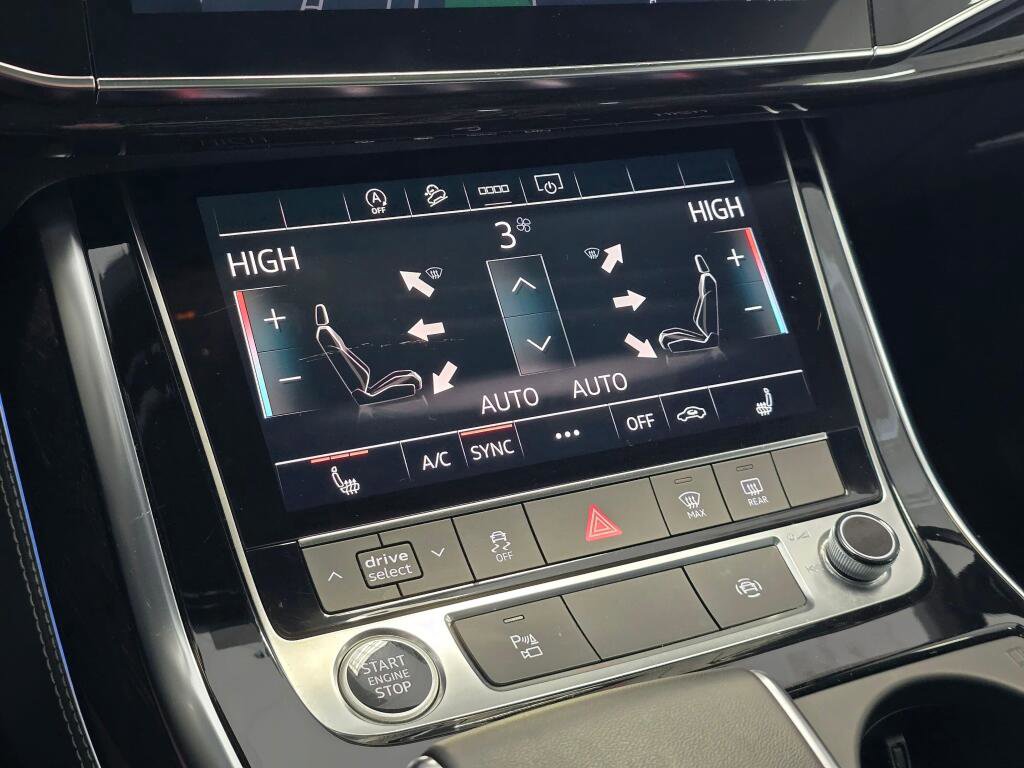 A
OFF
3
HIGH
HIGH
+
+
−
−
AUTO
AUTO
A/C
SYNC
•••
OFF
drive
select
OFF
MAX
REAR
P
START
ENGINE
STOP